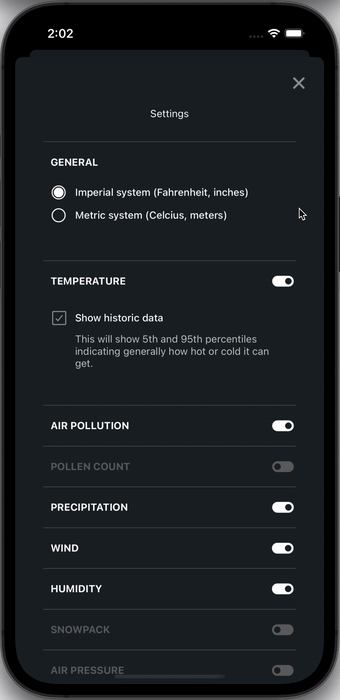 2:02
Settings
GENERAL
Imperial system (Fahrenheit, inches)
Metric system (Celcius, meters)
TEMPERATURE
Show historic data
This will show 5th and 95th percentiles
indicating generally how hot or cold it can
get.
AIR POLLUTION
POLLEN COUNT
PRECIPITATION
WIND
HUMIDITY
SNOWPACK
AIR PRESSURE